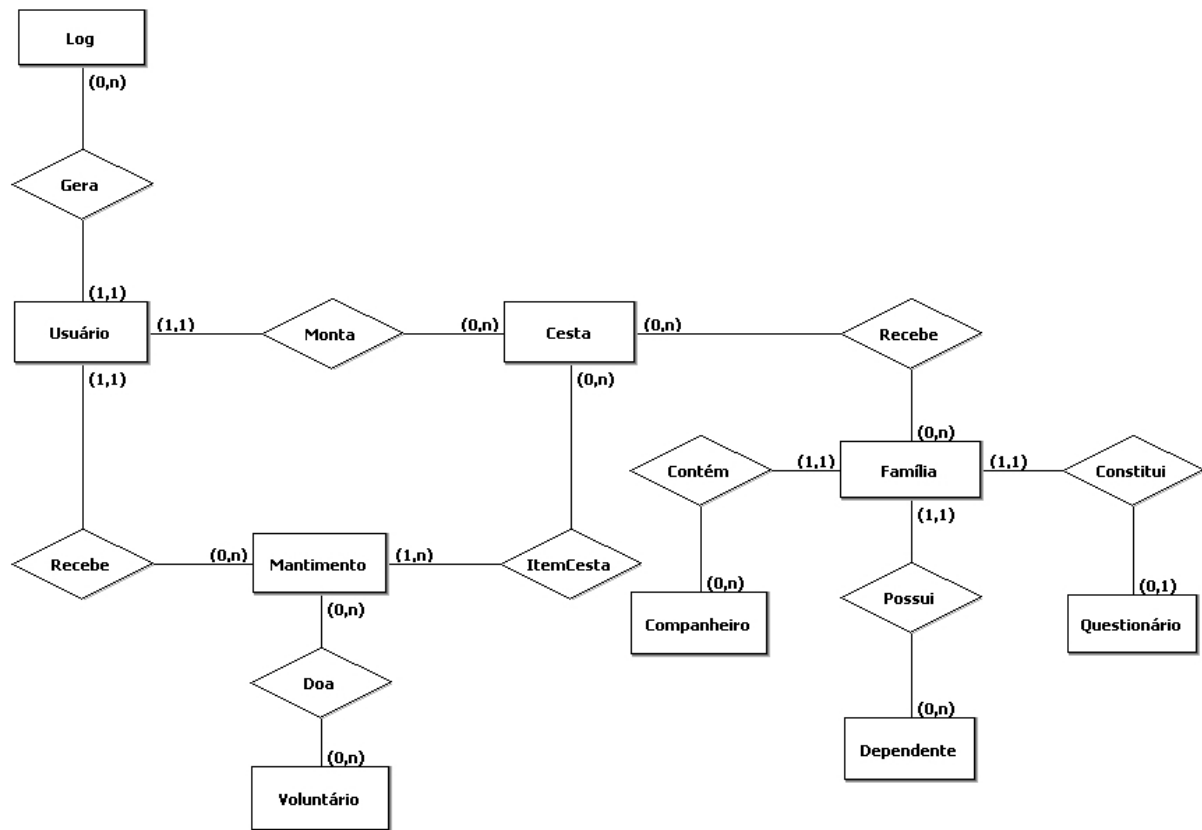 Log
(0,n)
Gera
(1,1)
Usuário
(1,1)
Monta
(0,n)
Cesta
(0,n)
Recebe
(1,1)
(0,n)
(0,n)
Contém
(1,1)
Família
(1,1)
Constitui
(1,1)
Recebe
(0,n)
Mantimento
(1,n)
ItemCesta
(0,n)
(0,n)
Possui
(0,1)
Companheiro
Questionário
Doa
(0,n)
(0,n)
Dependente
Voluntário